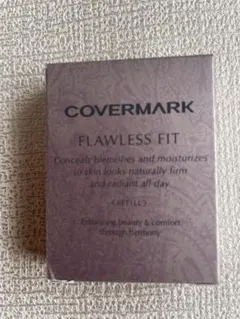 COVERMARK
FLAWLESS FIT
Conceals blemishes and moisturizes
to skin looks naturally firm
and radiant all day
<REFILL>
Enhancing beauty & comfort
through harmony